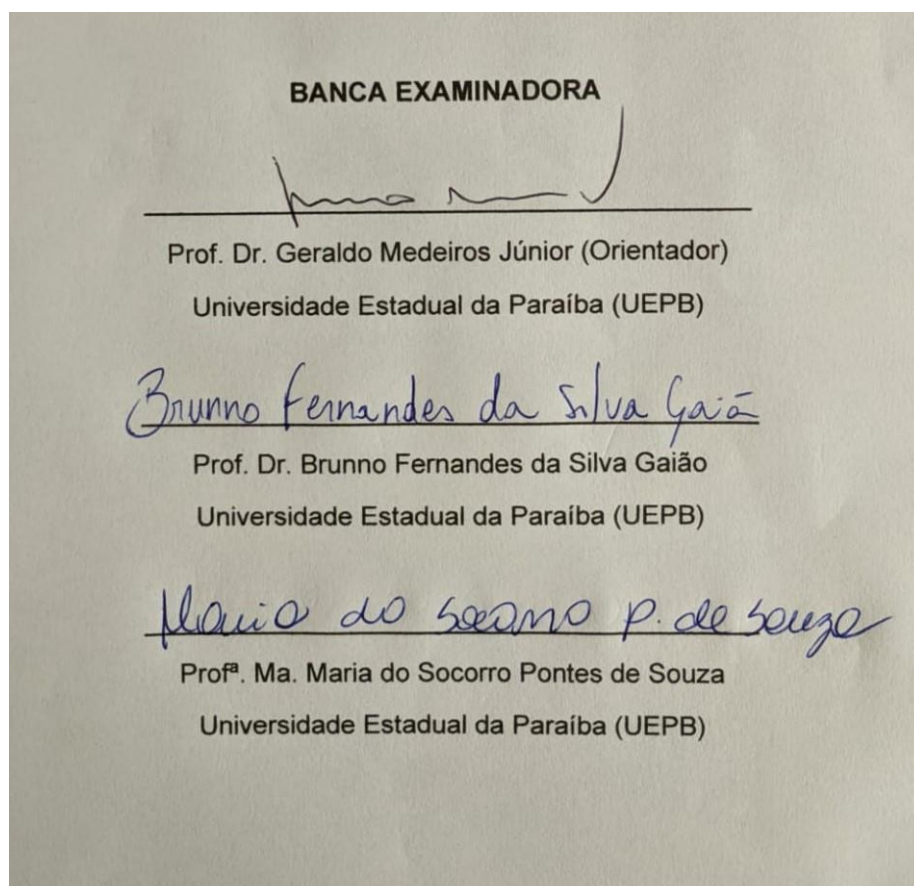 BANCA EXAMINADORA
Prof. Dr. Geraldo Medeiros Júnior (Orientador)
Universidade Estadual da Paraíba (UEPB)
Brunno Fernandes da Silva Gaiã
Prof. Dr. Brunno Fernandes da Silva Gaião
Universidade Estadual da Paraíba (UEPB)
Maria do Socorro P. de Souza
Profª. Ma. Maria do Socorro Pontes de Souza
Universidade Estadual da Paraíba (UEPB)